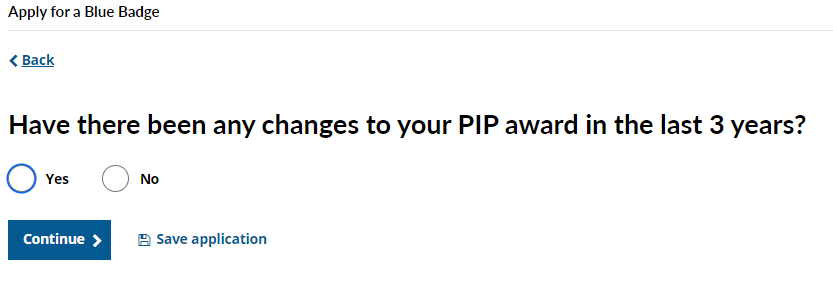 Apply for a Blue Badge
Back
Have there been any changes to your PIP award in the last 3 years?
Yes No
Continue Save application